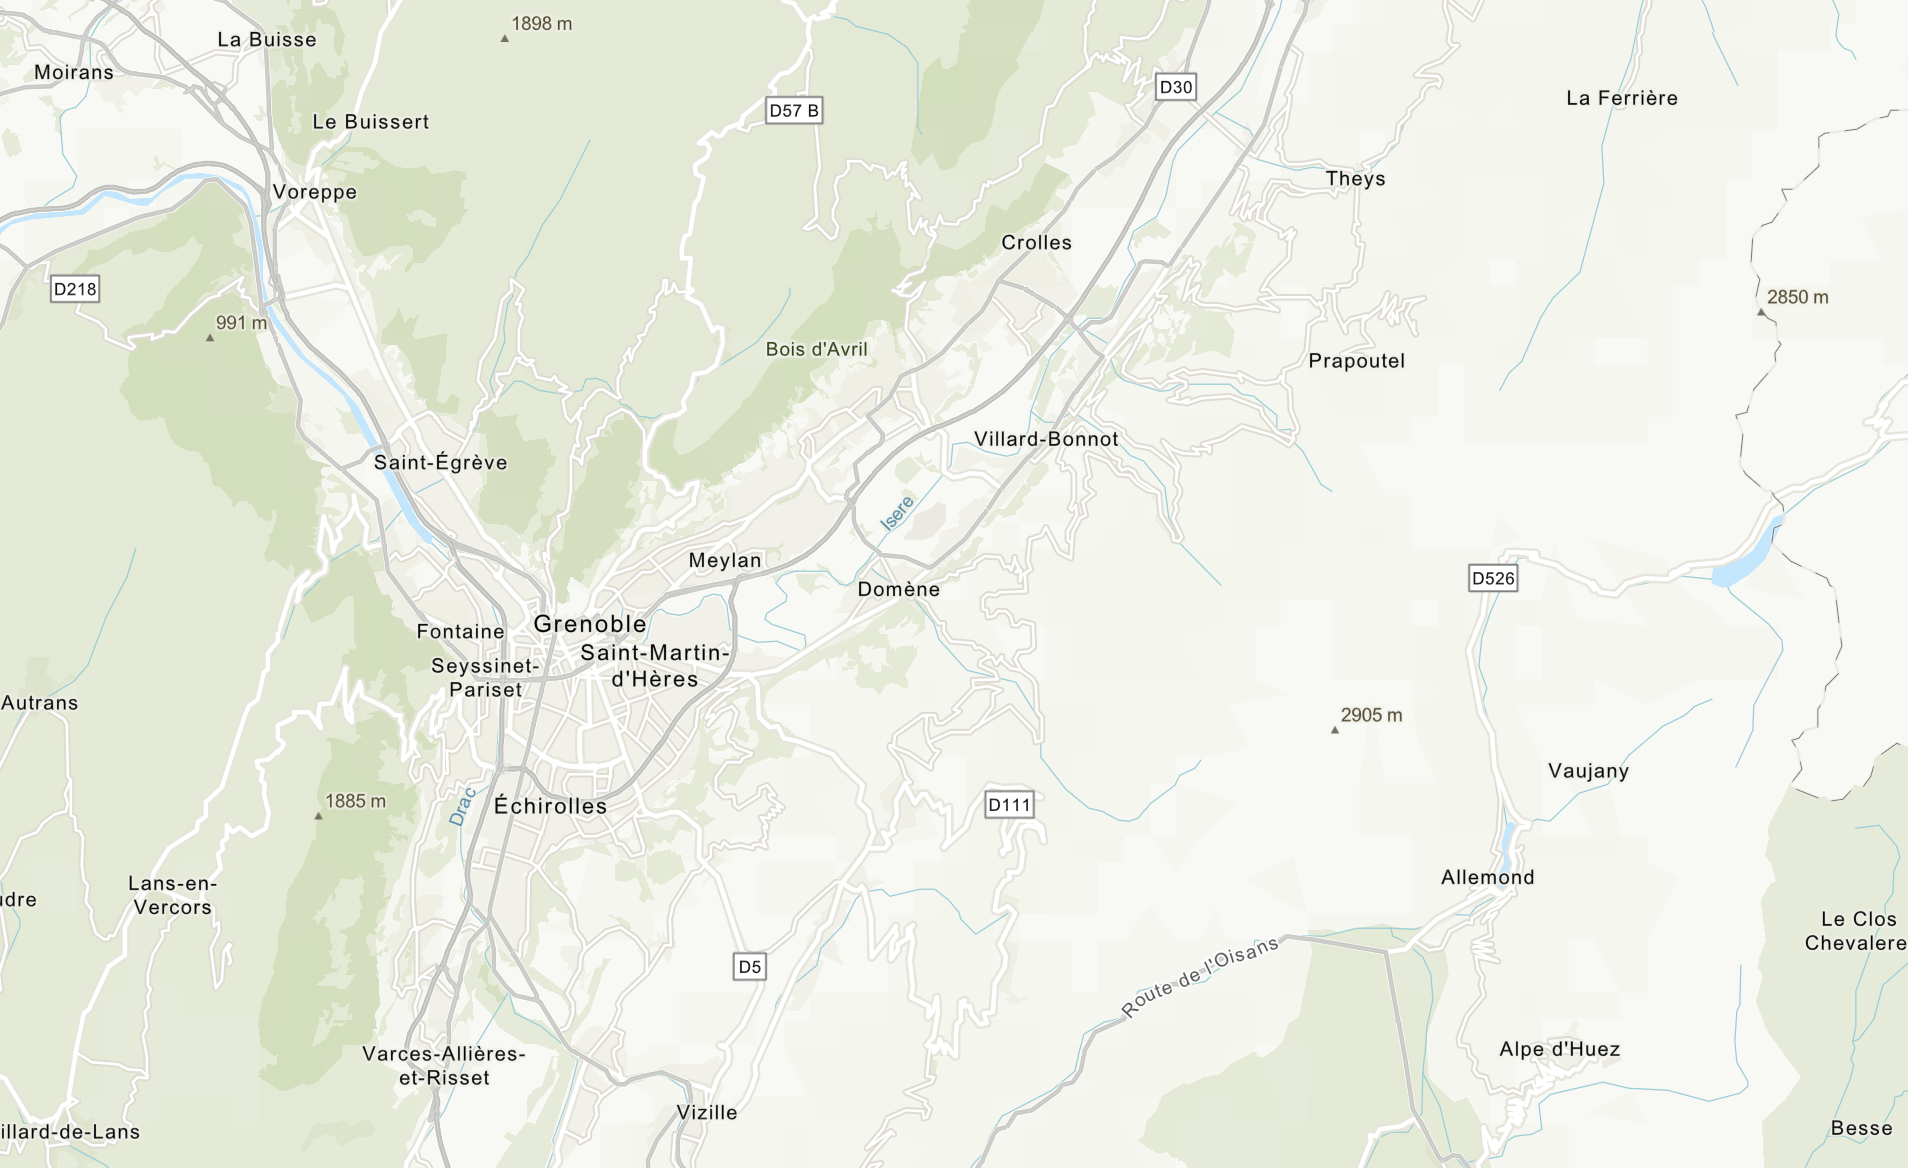 1898 m
La Buisse
Moirans
D30
La Ferrière
D57 B
Le Buissert
Theys
Voreppe
Crolles
D218
2850 m
991 m
Bois d'Avril
Prapoutel
Villard-Bonnot
Saint-Égrève
Isere
Meylan
D526
Domène
Grenoble
Fontaine
Saint-Martin-
d'Hères
Seyssinet-
Pariset
Autrans
2905 m
Vaujany
1885 m
Drac
Échirolles
D111
Allemond
Lans-en-
Vercors
udre
Le Clos
Chevalere
Route de l'Oisans
D5
Alpe d'Huez
Varces-Allières-
et-Risset
Vizille
illard-de-Lans
Besse